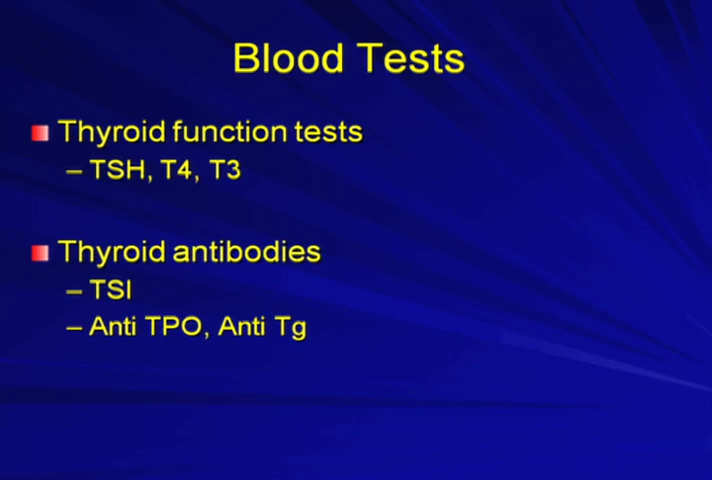 Blood Tests
Thyroid function tests
– TSH, T4, T3
Thyroid antibodies
– TSI
– Anti TPO, Anti Tg